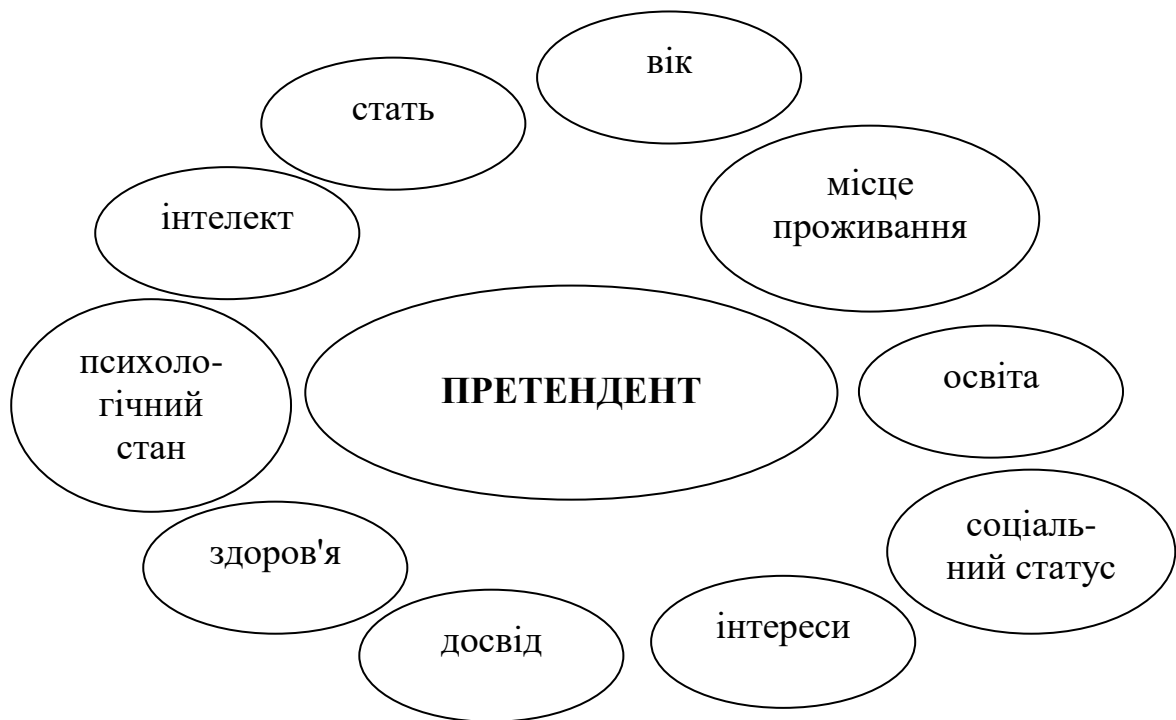 вік
стать
місце
проживання
інтелект
психоло-
гічний
стан
ПРЕТЕНДЕНТ
освіта
соціаль-
ний статус
здоров'я
інтереси
досвід